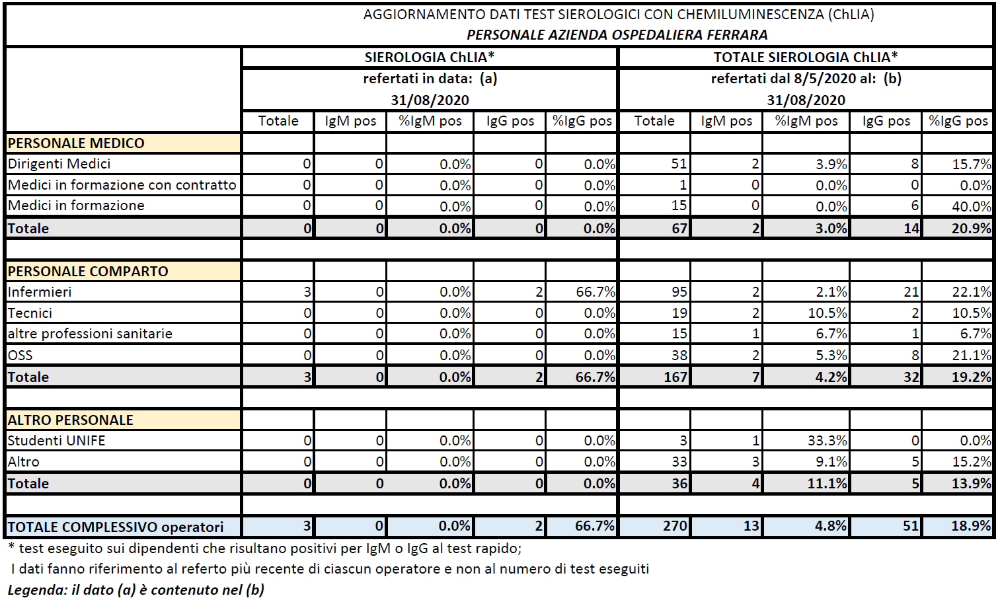 AGGIORNAMENTO DATI TEST SIEROLOGICI CON CHEMILUMINESCENZA (ChLIA)
PERSONALE AZIENDA OSPEDALIERA FERRARA
SIEROLOGIA ChLIA* TOTALE SIEROLOGIA ChLIA*
refertati in data: (a) refertati dal 8/5/2020 al: (b)
31/08/2020 31/08/2020
Totale IgM pos %IgM pos IgG pos %IgG pos Totale IgM pos %IgM pos IgG pos %IgG pos
PERSONALE MEDICO
Dirigenti Medici 0 0 0.0% 0 0.0% 51 2 3.9% 8 15.7%
Medici in formazione con contratto 0 0 0.0% 0 0.0% 1 0 0.0% 0 0.0%
Medici in formazione 0 0 0.0% 0 0.0% 15 0 0.0% 6 40.0%
Totale 0 0 0.0% 0 0.0% 67 2 3.0% 14 20.9%
PERSONALE COMPARTO
Infermieri 3 0 0.0% 2 66.7% 95 2 2.1% 21 22.1%
Tecnici 0 0 0.0% 0 0.0% 19 2 10.5% 2 10.5%
altre professioni sanitarie 0 0 0.0% 0 0.0% 15 1 6.7% 1 6.7%
OSS 0 0 0.0% 0 0.0% 38 2 5.3% 8 21.1%
Totale 3 0 0.0% 2 66.7% 167 7 4.2% 32 19.2%
ALTRO PERSONALE
Studenti UNIFE 0 0 0.0% 0 0.0% 3 1 33.3% 0 0.0%
Altro 0 0 0.0% 0 0.0% 33 3 9.1% 5 15.2%
Totale 0 0 0.0% 0 0.0% 36 4 11.1% 5 13.9%
TOTALE COMPLESSIVO operatori 3 0 0.0% 2 66.7% 270 13 4.8% 51 18.9%
* test eseguito sui dipendenti che risultano positivi per IgM o IgG al test rapido;
I dati fanno riferimento al referto più recente di ciascun operatore e non al numero di test eseguiti
Legenda: il dato (a) è contenuto nel (b)